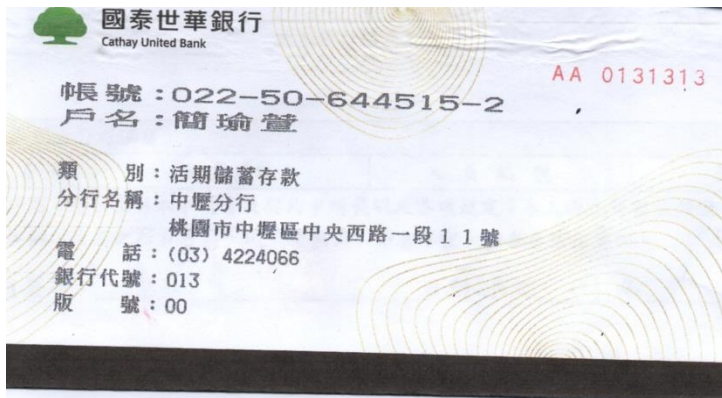 國泰世華銀行
Cathay United Bank
AA 0131313
帳號:022-50-644515-2
戶名:簡瑜萱
類 別:活期儲蓄存款
分行名稱:中壢分行
桃園市中壢區中央西路一段11號
電 話:(03) 4224066
銀行代號:013
版 號:00